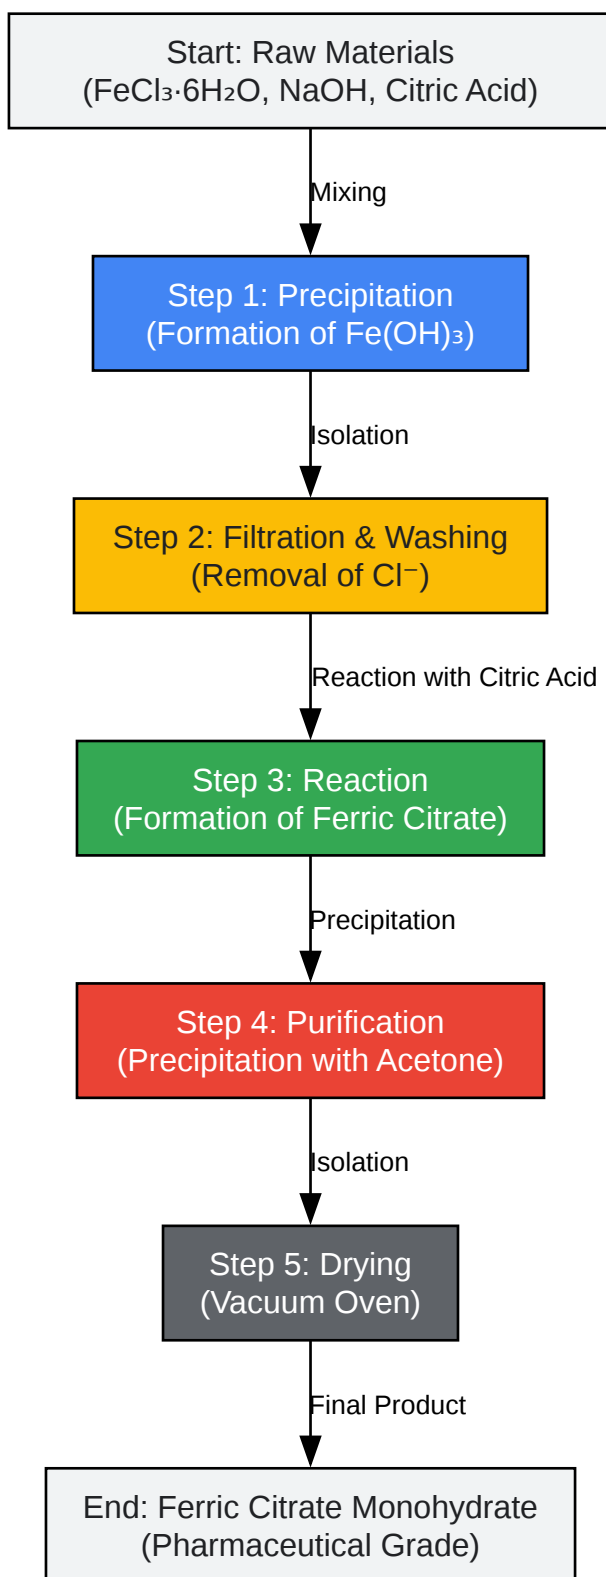 Start: Raw Materials
(FeCl₃·6H₂O, NaOH, Citric Acid)
Mixing
Step 1: Precipitation
(Formation of Fe(OH)₃)
Isolation
Step 2: Filtration & Washing
(Removal of Cl⁻)
Reaction with Citric Acid
Step 3: Reaction
(Formation of Ferric Citrate)
Precipitation
Step 4: Purification
(Precipitation with Acetone)
Isolation
Step 5: Drying
(Vacuum Oven)
Final Product
End: Ferric Citrate Monohydrate
(Pharmaceutical Grade)